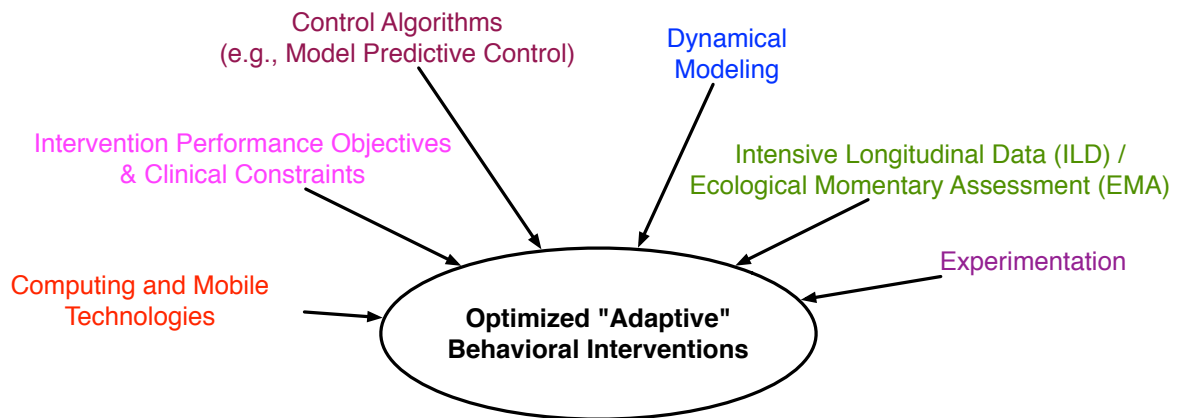 Control Algorithms
(e.g., Model Predictive Control)
Dynamical
Modeling
Intervention Performance Objectives
& Clinical Constraints
Intensive Longitudinal Data (ILD) /
Ecological Momentary Assessment (EMA)
Computing and Mobile
Technologies
Experimentation
Optimized "Adaptive"
Behavioral Interventions